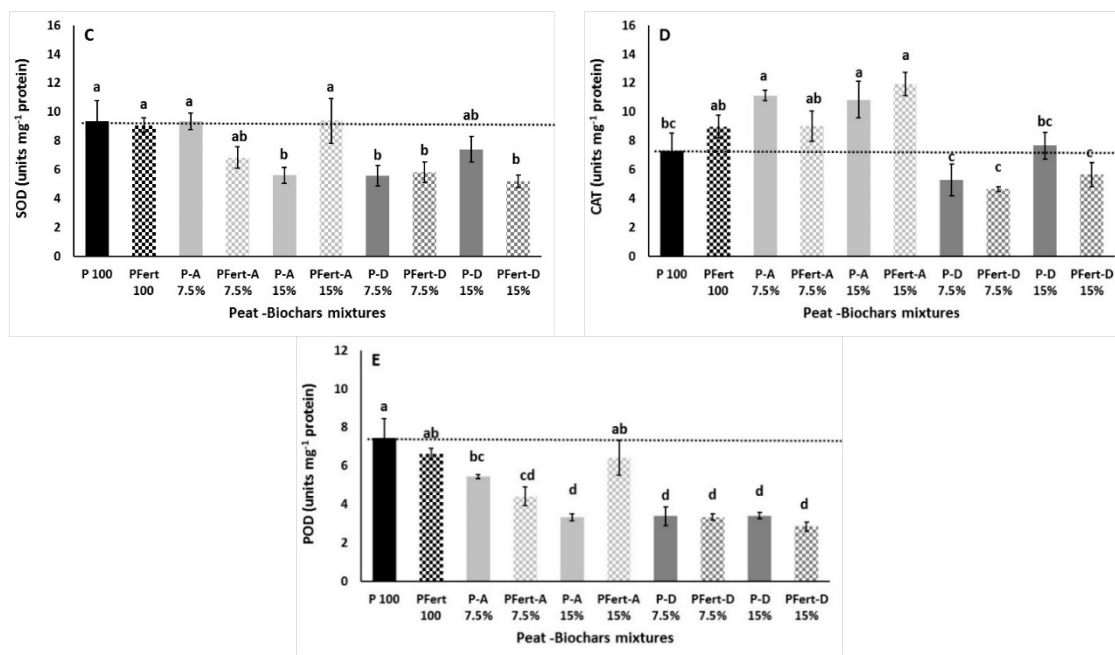 C
SOD (units mg⁻¹ protein)
16
14
12
10
8
6
4
2
0
a
a
a
ab
b
a
b
b
ab
b
P 100
PFert 100
P-A 7.5%
PFert-A 7.5%
P-A 15%
PFert-A 15%
P-D 7.5%
PFert-D 7.5%
P-D 15%
PFert-D 15%
Peat -Biochars mixtures
D
CAT (units mg⁻¹ protein)
16
14
12
10
8
6
4
2
0
bc
ab
a
ab
a
a
c
c
bc
c
P 100
PFert 100
P-A 7.5%
PFert-A 7.5%
P-A 15%
PFert-A 15%
P-D 7.5%
PFert-D 7.5%
P-D 15%
PFert-D 15%
Peat -Biochars mixtures
E
POD (units mg⁻¹ protein)
12
10
8
6
4
2
0
a
ab
bc
cd
d
ab
d
d
d
d
P 100
PFert 100
P-A 7.5%
PFert-A 7.5%
P-A 15%
PFert-A 15%
P-D 7.5%
PFert-D 7.5%
P-D 15%
PFert-D 15%
Peat -Biochars mixtures